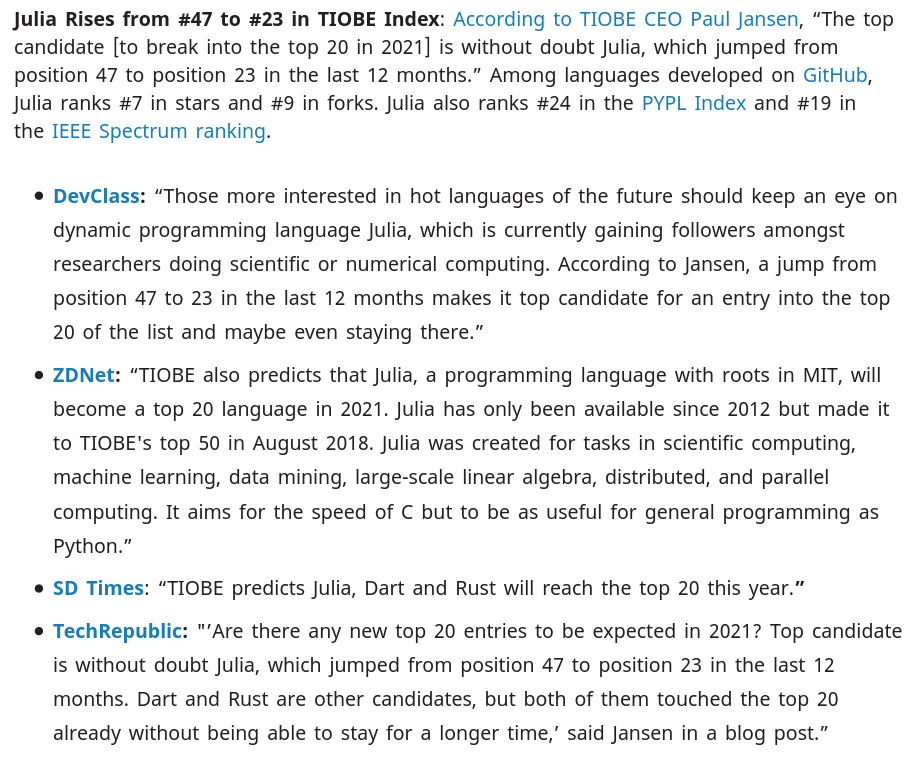 Julia Rises from #47 to #23 in TIOBE Index: According to TIOBE CEO Paul Jansen, “The top
candidate [to break into the top 20 in 2021] is without doubt Julia, which jumped from
position 47 to position 23 in the last 12 months.” Among languages developed on GitHub,
Julia ranks #7 in stars and #9 in forks. Julia also ranks #24 in the PYPL Index and #19 in
the IEEE Spectrum ranking.
• DevClass: “Those more interested in hot languages of the future should keep an eye on
dynamic programming language Julia, which is currently gaining followers amongst
researchers doing scientific or numerical computing. According to Jansen, a jump from
position 47 to 23 in the last 12 months makes it top candidate for an entry into the top
20 of the list and maybe even staying there.”
• ZDNet: “TIOBE also predicts that Julia, a programming language with roots in MIT, will
become a top 20 language in 2021. Julia has only been available since 2012 but made it
to TIOBE's top 50 in August 2018. Julia was created for tasks in scientific computing,
machine learning, data mining, large-scale linear algebra, distributed, and parallel
computing. It aims for the speed of C but to be as useful for general programming as
Python.”
• SD Times: “TIOBE predicts Julia, Dart and Rust will reach the top 20 this year.”
• TechRepublic: "’Are there any new top 20 entries to be expected in 2021? Top candidate
is without doubt Julia, which jumped from position 47 to position 23 in the last 12
months. Dart and Rust are other candidates, but both of them touched the top 20
already without being able to stay for a longer time,’ said Jansen in a blog post.”